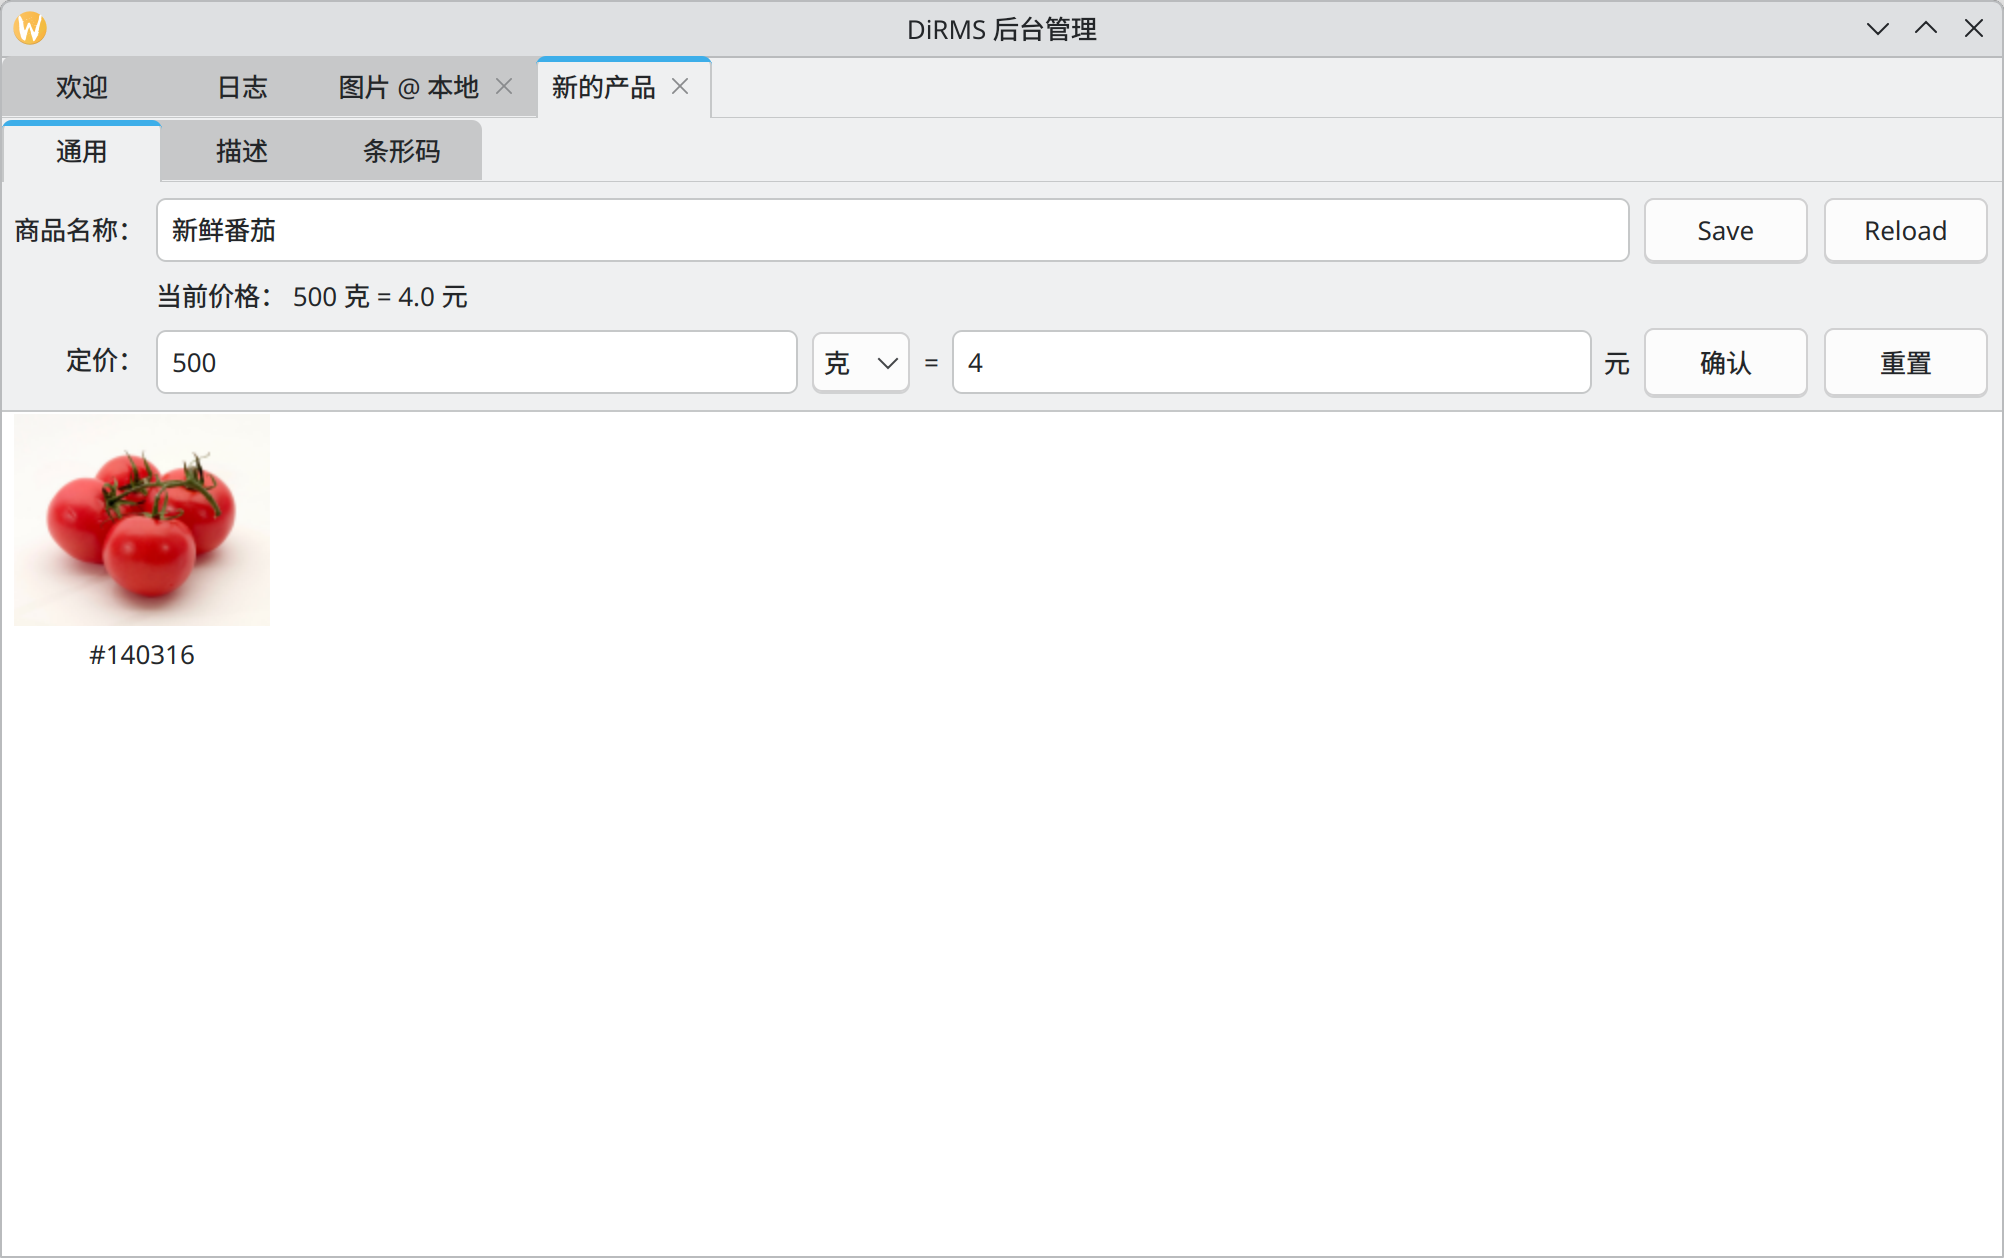 DiRMS 后台管理
欢迎 日志 图片 @ 本地 新的产品
通用 描述 条形码
商品名称： 新鲜番茄 Save Reload
当前价格： 500 克 = 4.0 元
定价： 500 克 = 4 元 确认 重置
#140316